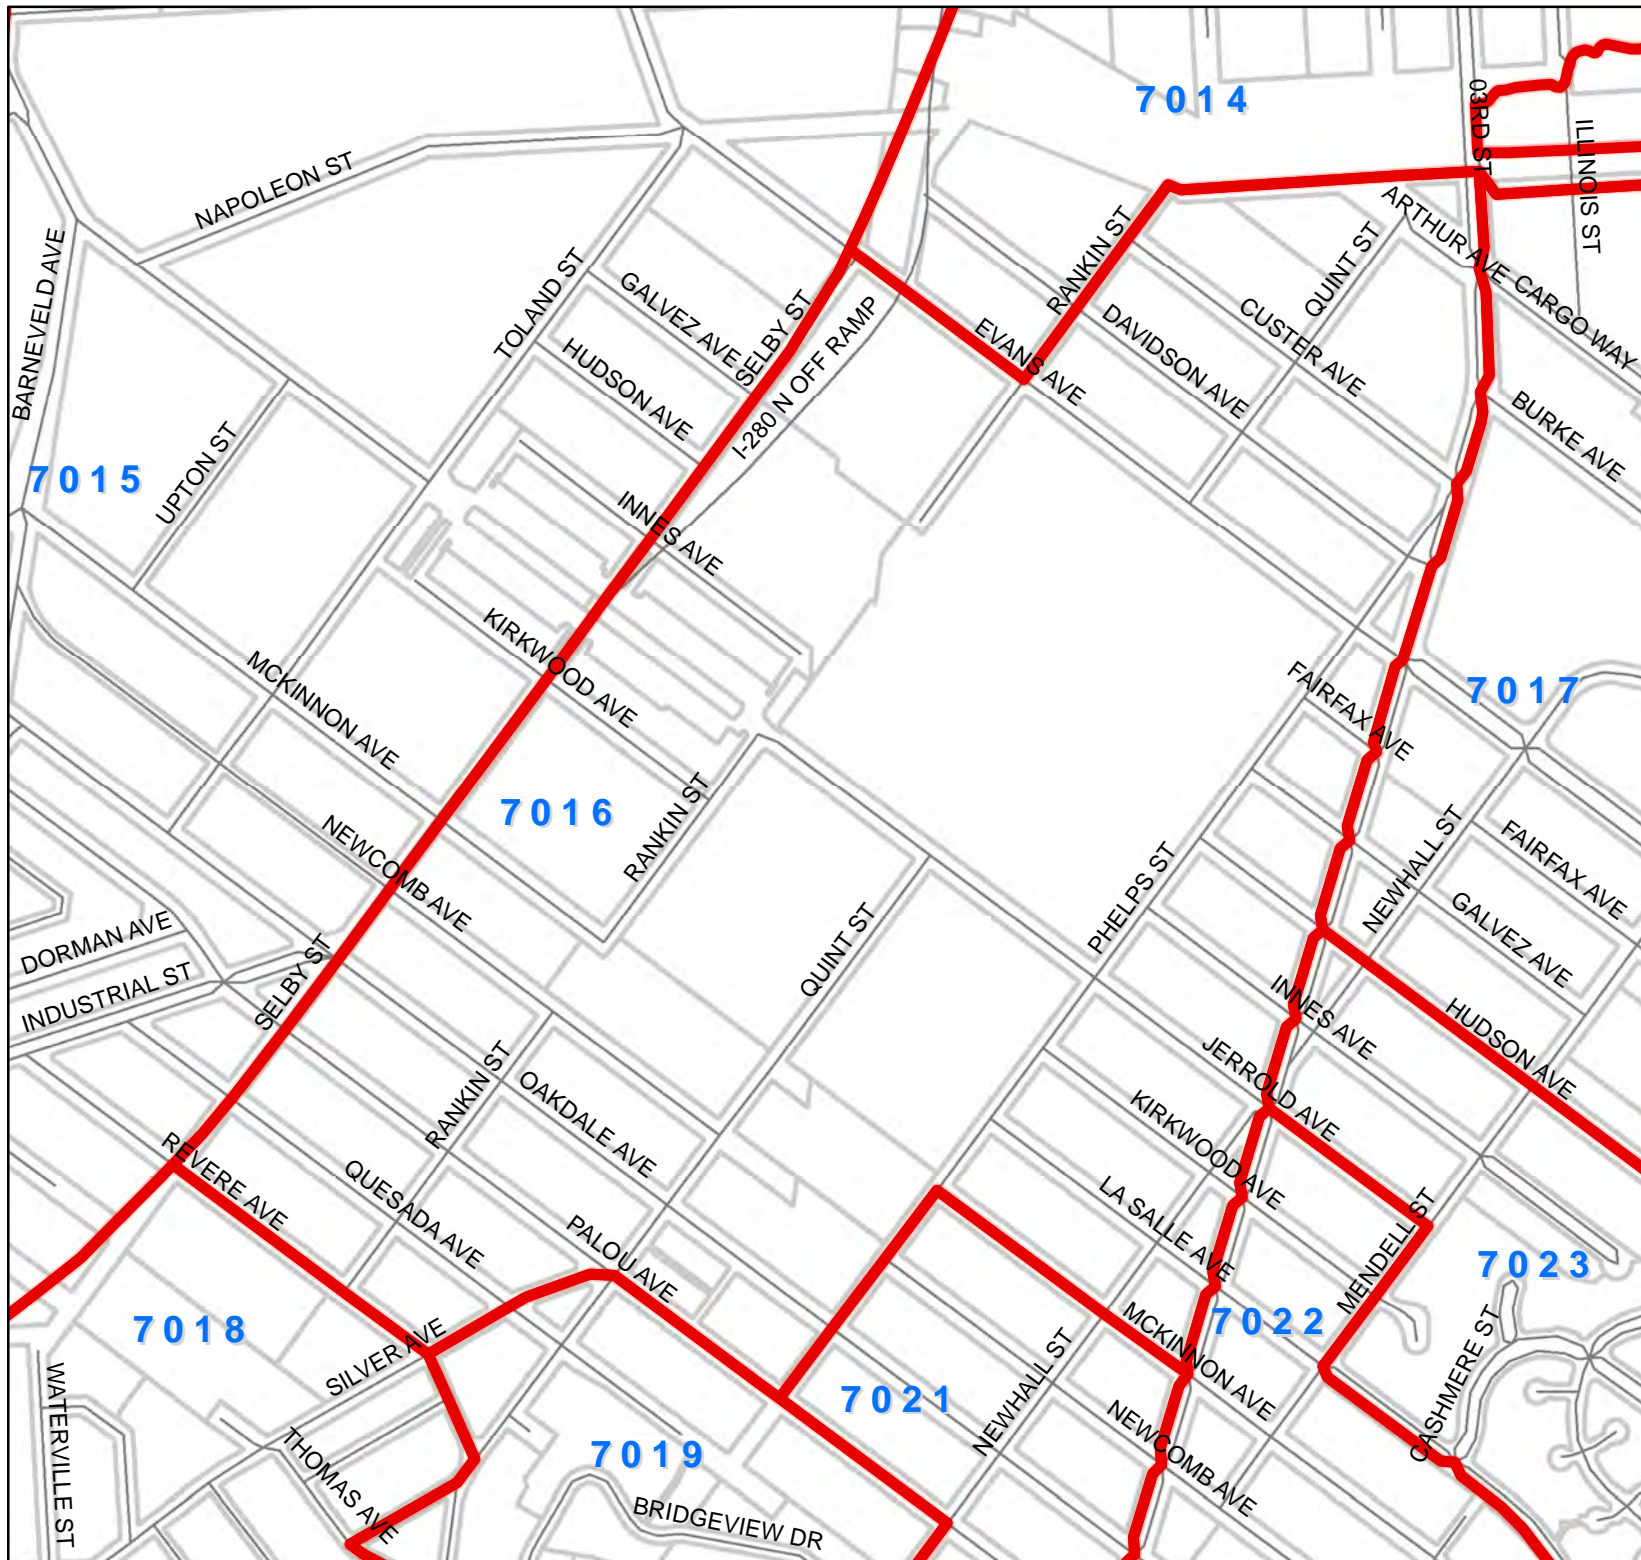 7014
03RD ST
ILLINOIS ST
NAPOLEON ST
ARTHUR AVE
CARGO WAY
BARNEVELD AVE
TOLAND ST
GALVEZ AVE
SELBY ST
I-280 N OFF RAMP
RANKIN ST
QUINT ST
CUSTER AVE
DAVIDSON AVE
EVANS AVE
HUDSON AVE
BURKE AVE
7015
UPTON ST
INNES AVE
KIRKWOOD AVE
MCKINNON AVE
FAIRFAX AVE
7017
7016
RANKIN ST
NEWCOMB AVE
PHELPS ST
NEWHALL ST
FAIRFAX AVE
GALVEZ AVE
DORMAN AVE
INDUSTRIAL ST
SELBY ST
QUINT ST
INNES AVE
HUDSON AVE
JERROLD AVE
RANKIN ST
OAKDALE AVE
KIRKWOOD AVE
LA SALLE AVE
REVERE AVE
QUESADA AVE
PALOU AVE
MENDELL ST
7023
7018
7022
SILVER AVE
MCKINNON AVE
CASHMERE ST
WATERVILLE ST
7021
NEWHALL ST
NEWCOMB AVE
7019
THOMAS AVE
BRIDGEVIEW DR